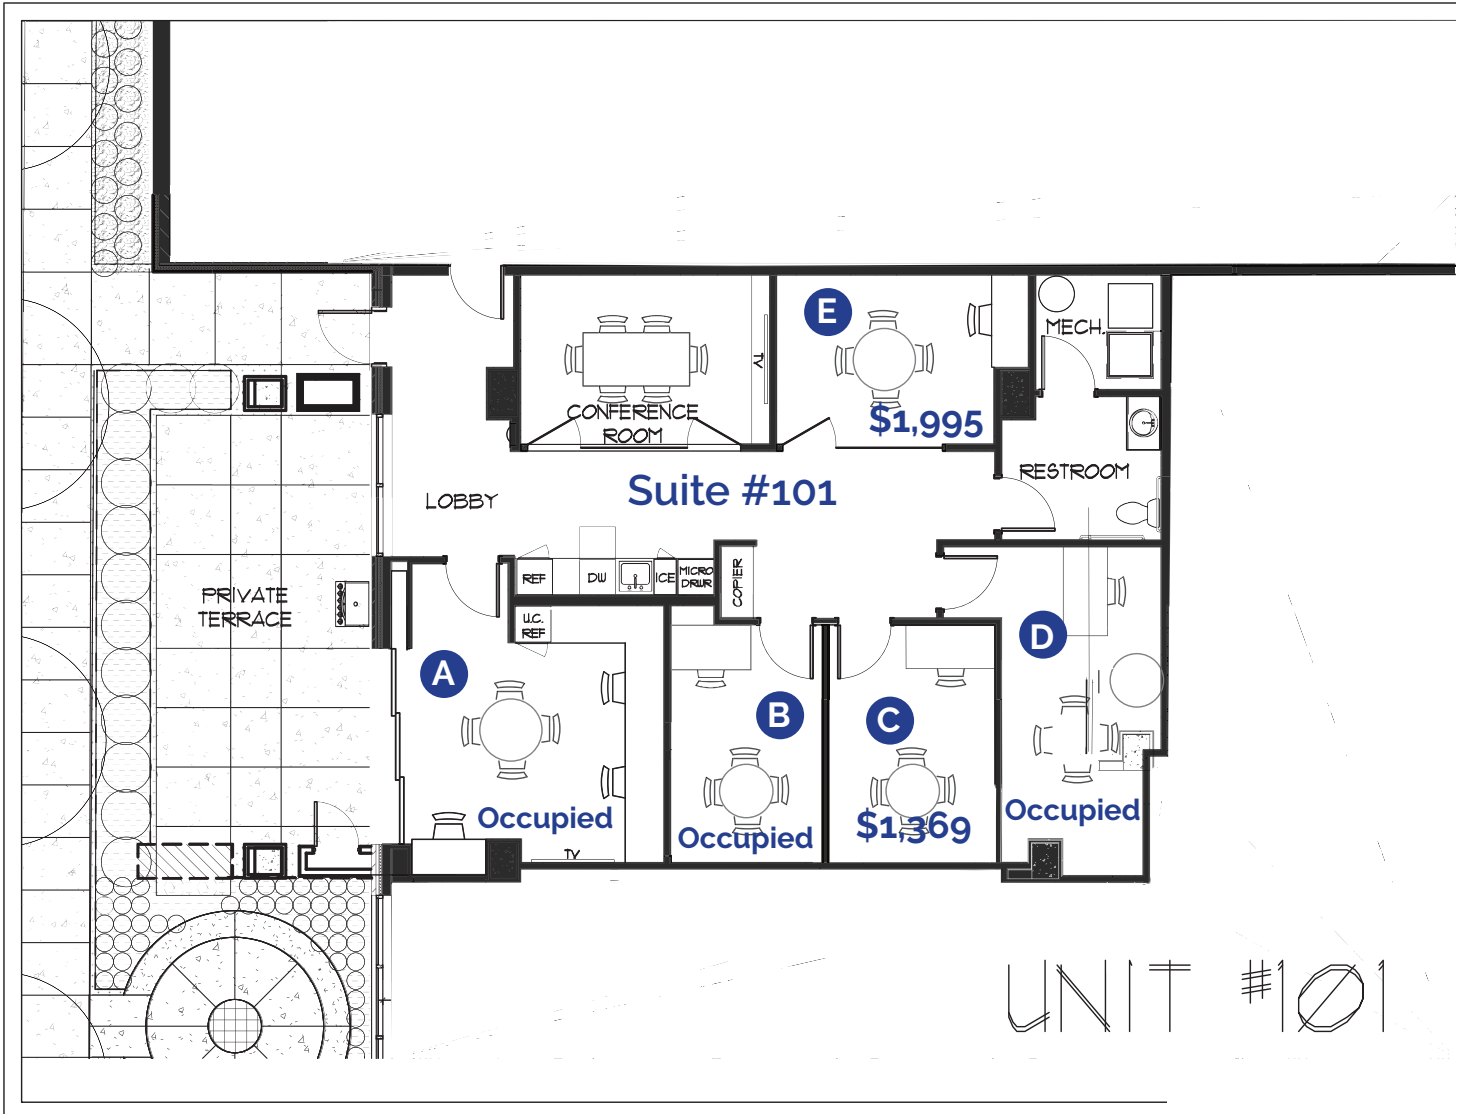 E
MECH.
TV
CONFERENCE
ROOM
$1,995
RESTROOM
Suite #101
LOBBY
REF
DW
ICE
MICRO
DRWR
COPIER
PRIVATE
TERRACE
U.C.
REF
A
B
C
D
Occupied
Occupied
$1,369
Occupied
TV
UNIT #101